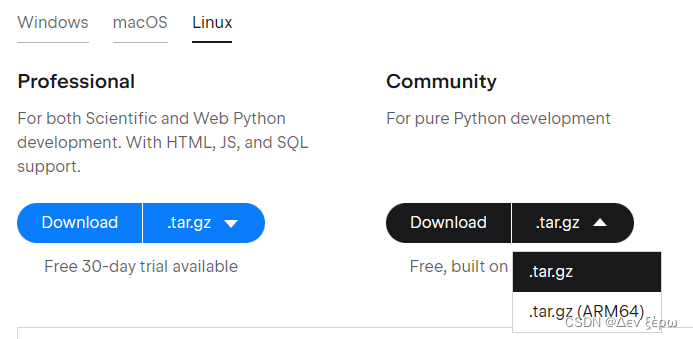 Windows macOS Linux
Professional
For both Scientific and Web Python
development. With HTML, JS, and SQL
support.
Download .tar.gz
Free 30-day trial available
Community
For pure Python development
Download .tar.gz
Free, built on
.tar.gz
.tar.gz (ARM64)
CSDN @Δεν ξέρω